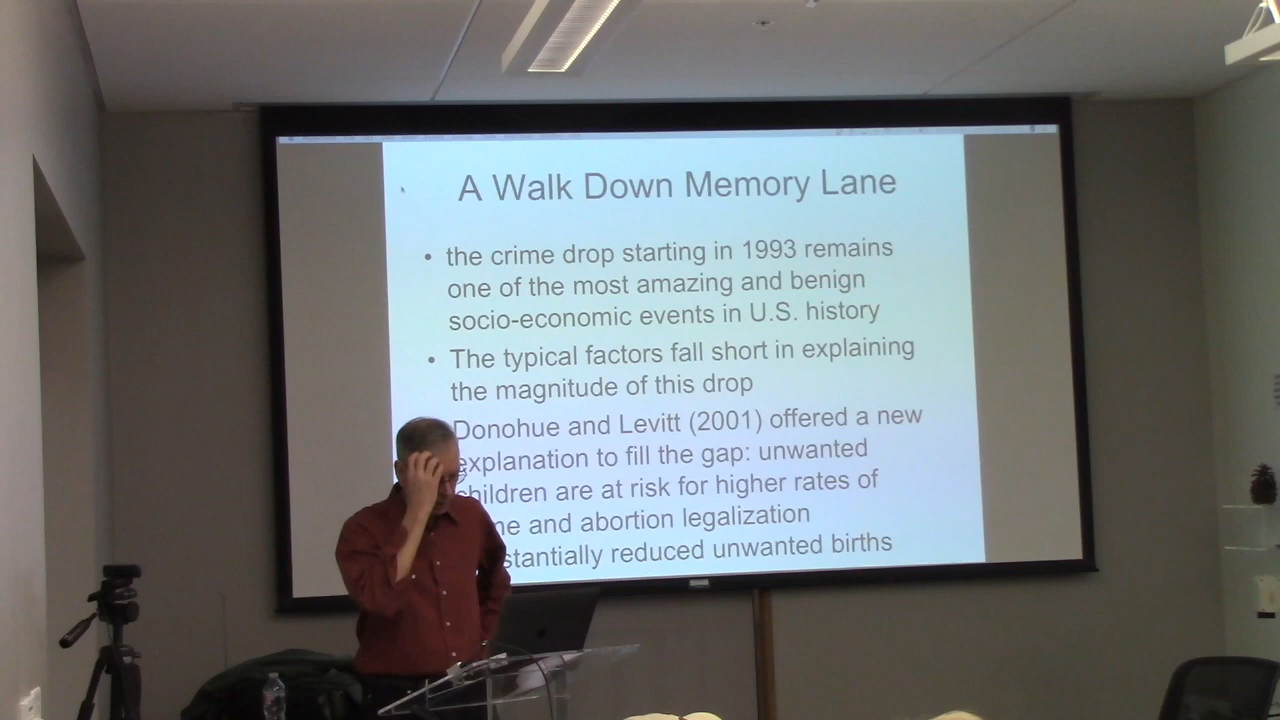 A Walk Down Memory Lane
• the crime drop starting in 1993 remains
one of the most amazing and benign
socio-economic events in U.S. history
• The typical factors fall short in explaining
the magnitude of this drop
Donohue and Levitt (2001) offered a new
explanation to fill the gap: unwanted
children are at risk for higher rates of
and abortion legalization
reduced unwanted births